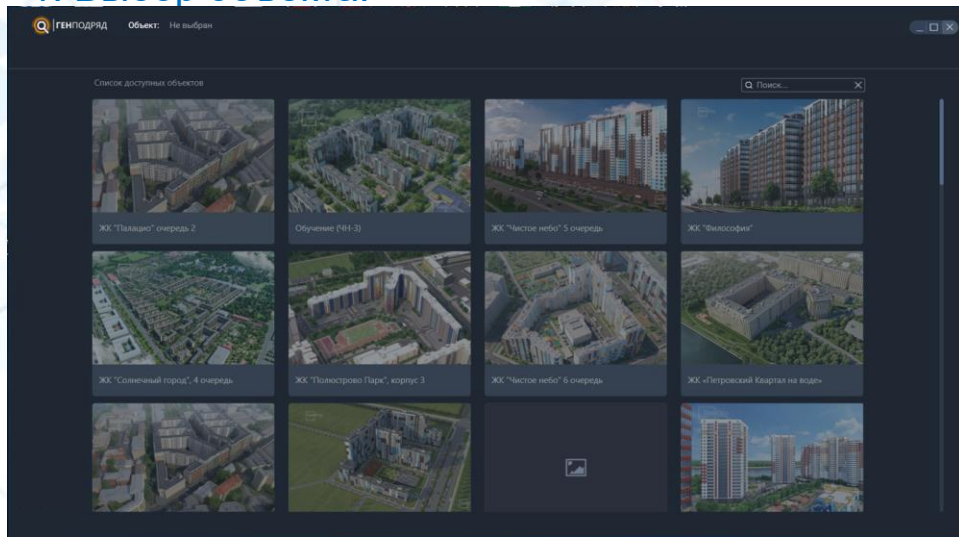 Выбор объекта.
ГЕНПОДРЯД Объект: Не выбран
Список доступных объектов
Поиск...
ЖК "Палацио" очередь 2
Обучение (ЧН-3)
ЖК "Чистое небо" 5 очередь
ЖК "Философия"
ЖК "Солнечный город", 4 очередь
ЖК "Полюстрово Парк", корпус 3
ЖК "Чистое небо" 6 очередь
ЖК «Петровский Квартал на воде»